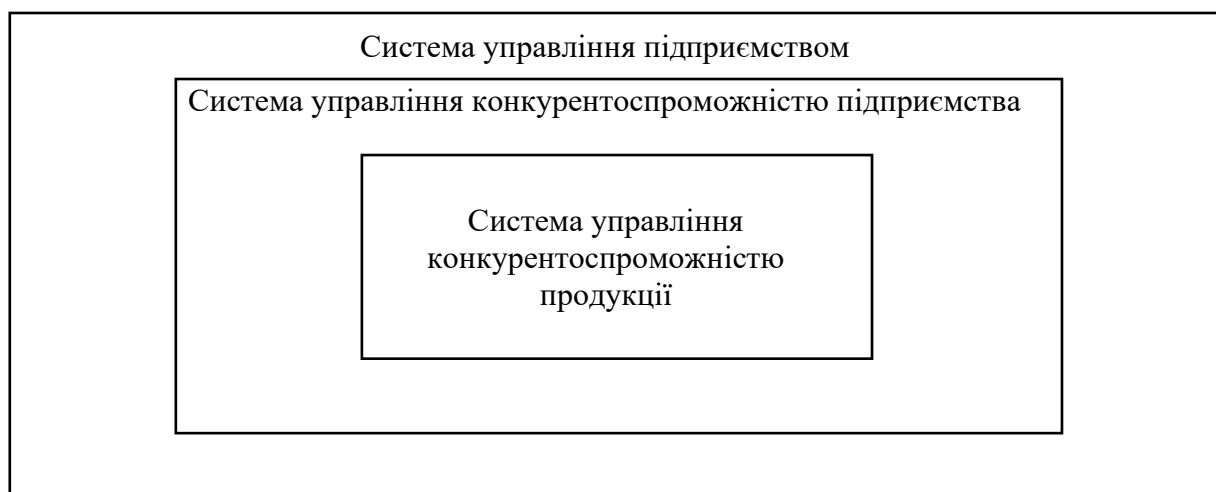 Система управління підприємством
Система управління конкурентоспроможністю підприємства
Система управління
конкурентоспроможністю
продукції